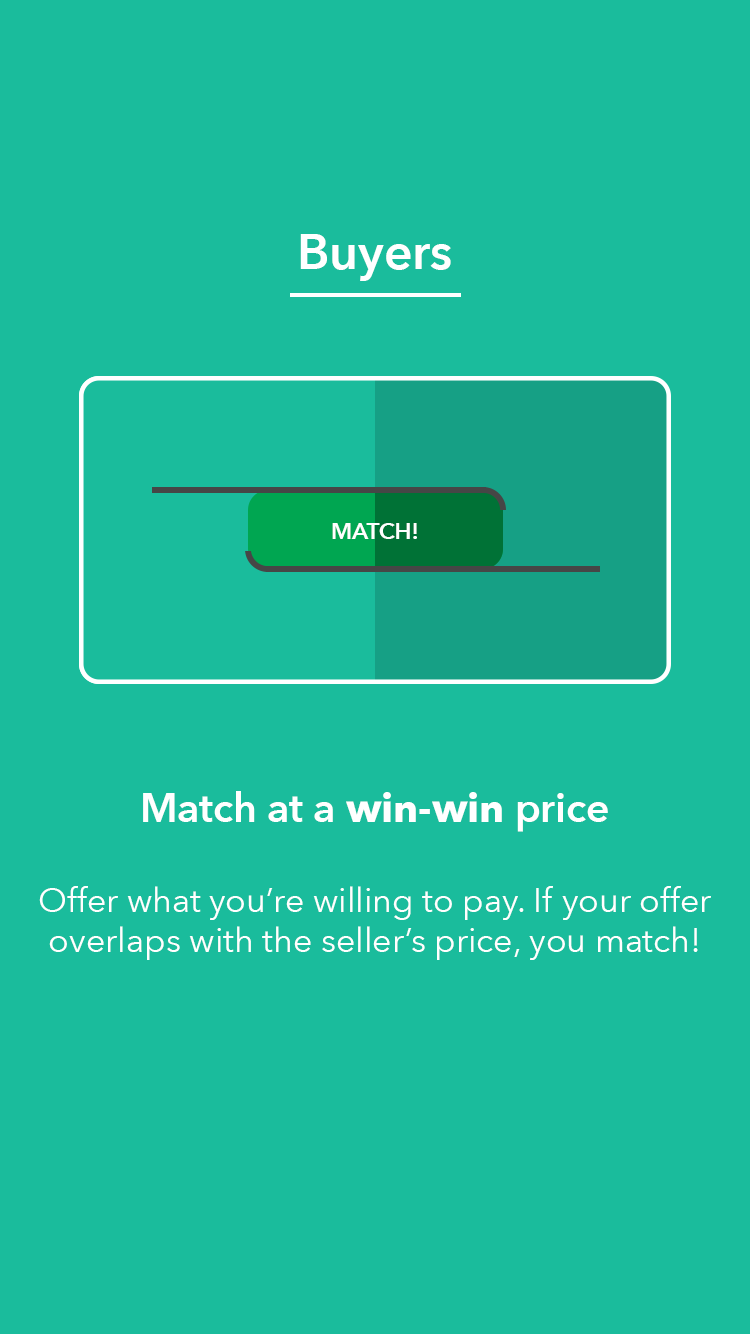 Buyers
MATCH!
Match at a win-win price
Offer what you’re willing to pay. If your offer
overlaps with the seller’s price, you match!